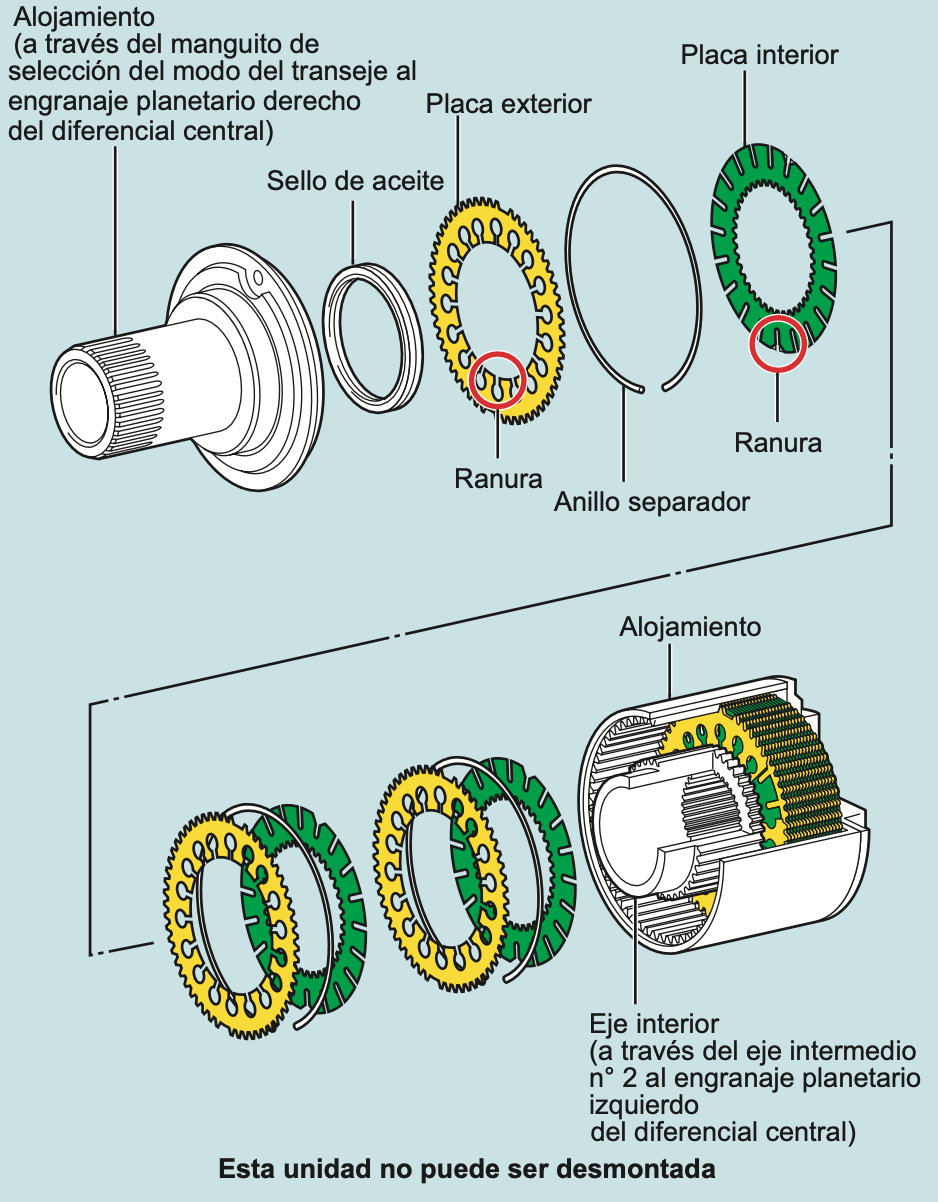 Alojamiento
(a través del manguito de
selección del modo del transeje al
engranaje planetario derecho
del diferencial central)
Placa interior
Placa exterior
Sello de aceite
Ranura
Ranura
Anillo separador
Alojamiento
Eje interior
(a través del eje intermedio
n° 2 al engranaje planetario
izquierdo
del diferencial central)
Esta unidad no puede ser desmontada